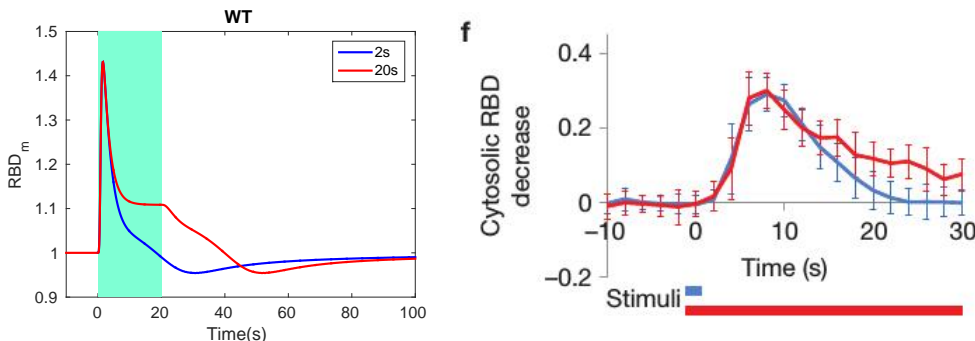 WT
2s
20s
RBD_m
1.5
1.4
1.3
1.2
1.1
1
0.9
0
20
40
60
80
100
Time(s)
f
Cytosolic RBD
decrease
0.4
0.2
0
-0.2
-10
0
10
20
30
Time (s)
Stimuli